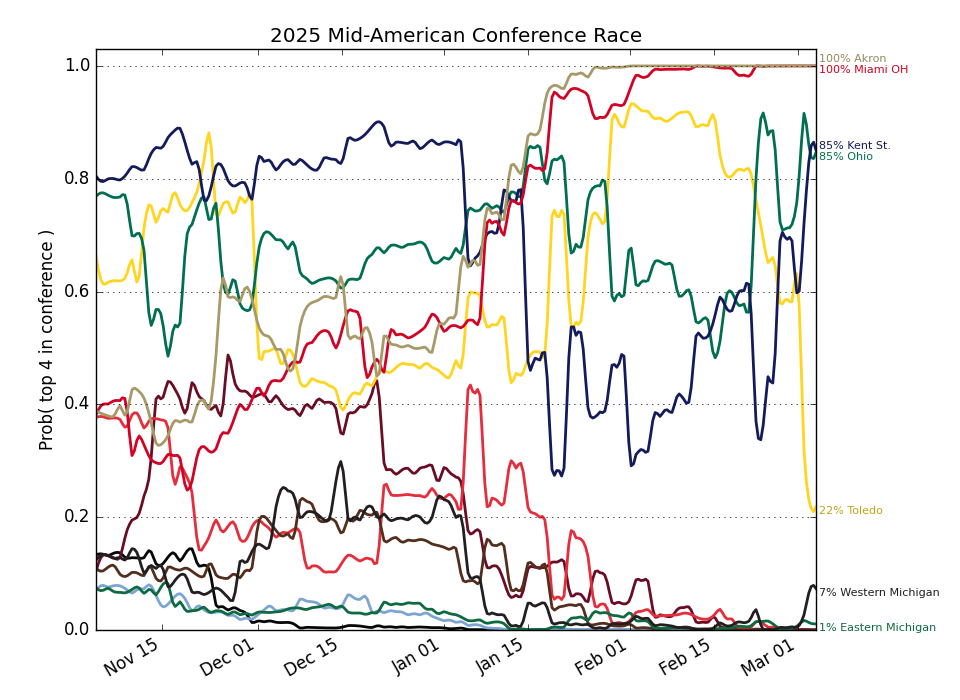 2025 Mid-American Conference Race
Prob( top 4 in conference )
1.0
0.8
0.6
0.4
0.2
0.0
Nov 15
Dec 01
Dec 15
Jan 01
Jan 15
Feb 01
Feb 15
Mar 01
100% Akron
100% Miami OH
85% Kent St.
85% Ohio
22% Toledo
7% Western Michigan
1% Eastern Michigan